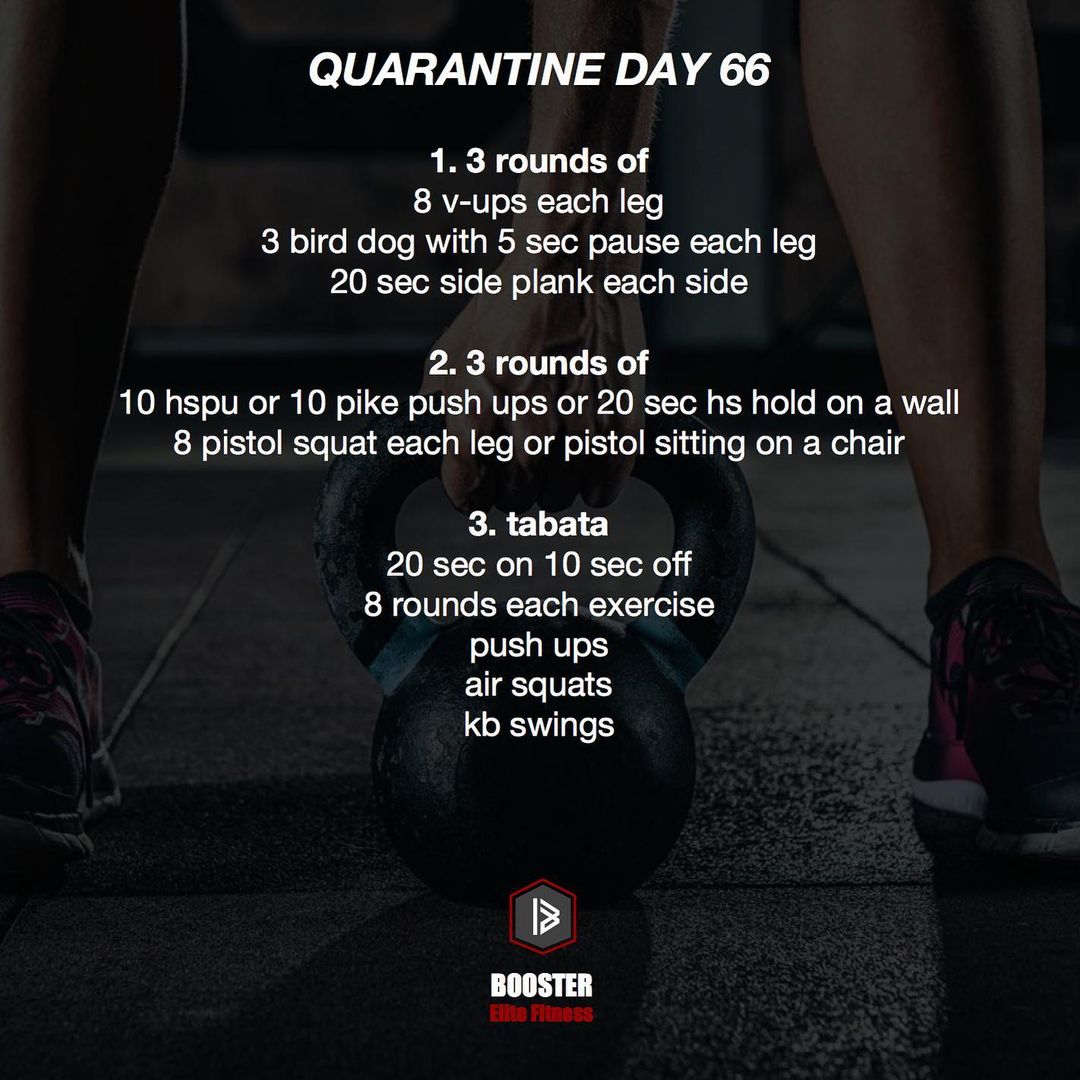 QUARANTINE DAY 66
1. 3 rounds of
8 v-ups each leg
3 bird dog with 5 sec pause each leg
20 sec side plank each side
2. 3 rounds of
10 hspu or 10 pike push ups or 20 sec hs hold on a wall
8 pistol squat each leg or pistol sitting on a chair
3. tabata
20 sec on 10 sec off
8 rounds each exercise
push ups
air squats
kb swings
BOOSTER
Elite Fitness